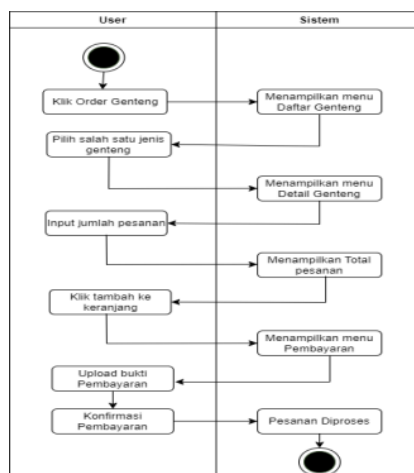 User
Sistem
Klik Order Genteng
Menampilkan menu
Daftar Genteng
Pilih salah satu jenis
genteng
Menampilkan menu
Detail Genteng
Input jumlah pesanan
Menampilkan Total
pesanan
Klik tambah ke
keranjang
Menampilkan menu
Pembayaran
Upload bukti
Pembayaran
Konfirmasi
Pembayaran
Pesanan Diproses